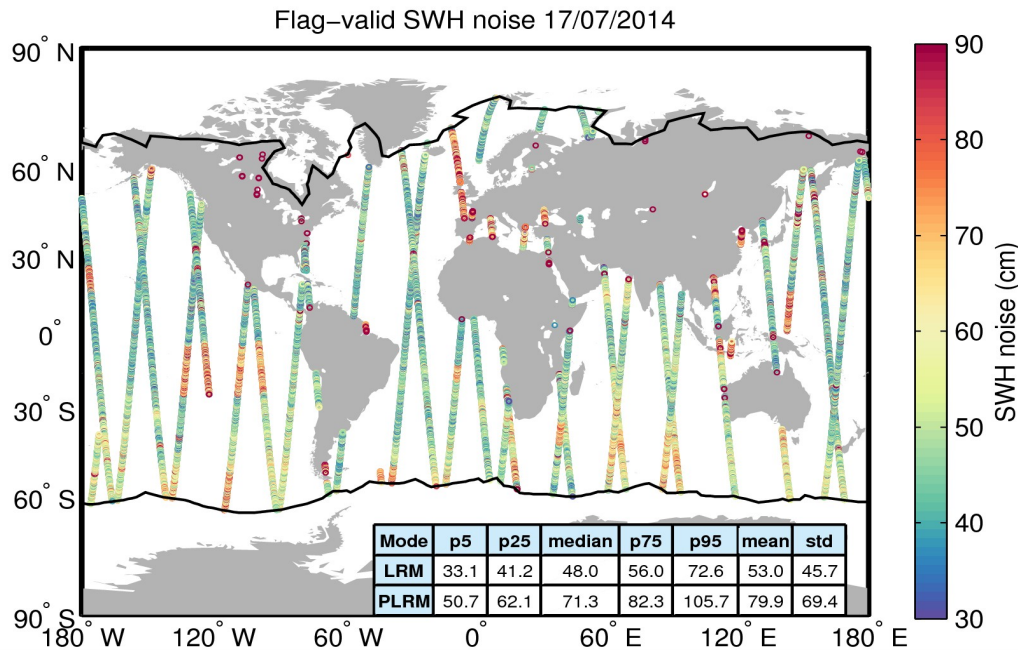 Flag−valid SWH noise 17/07/2014
90° N
60° N
30° N
0°
30° S
60° S
90° S
180° W
120° W
60° W
0°
60° E
120° E
180° E
Mode p5 p25 median p75 p95 mean std
LRM 33.1 41.2 48.0 56.0 72.6 53.0 45.7
PLRM 50.7 62.1 71.3 82.3 105.7 79.9 69.4
90
80
70
60
50
40
30
SWH noise (cm)